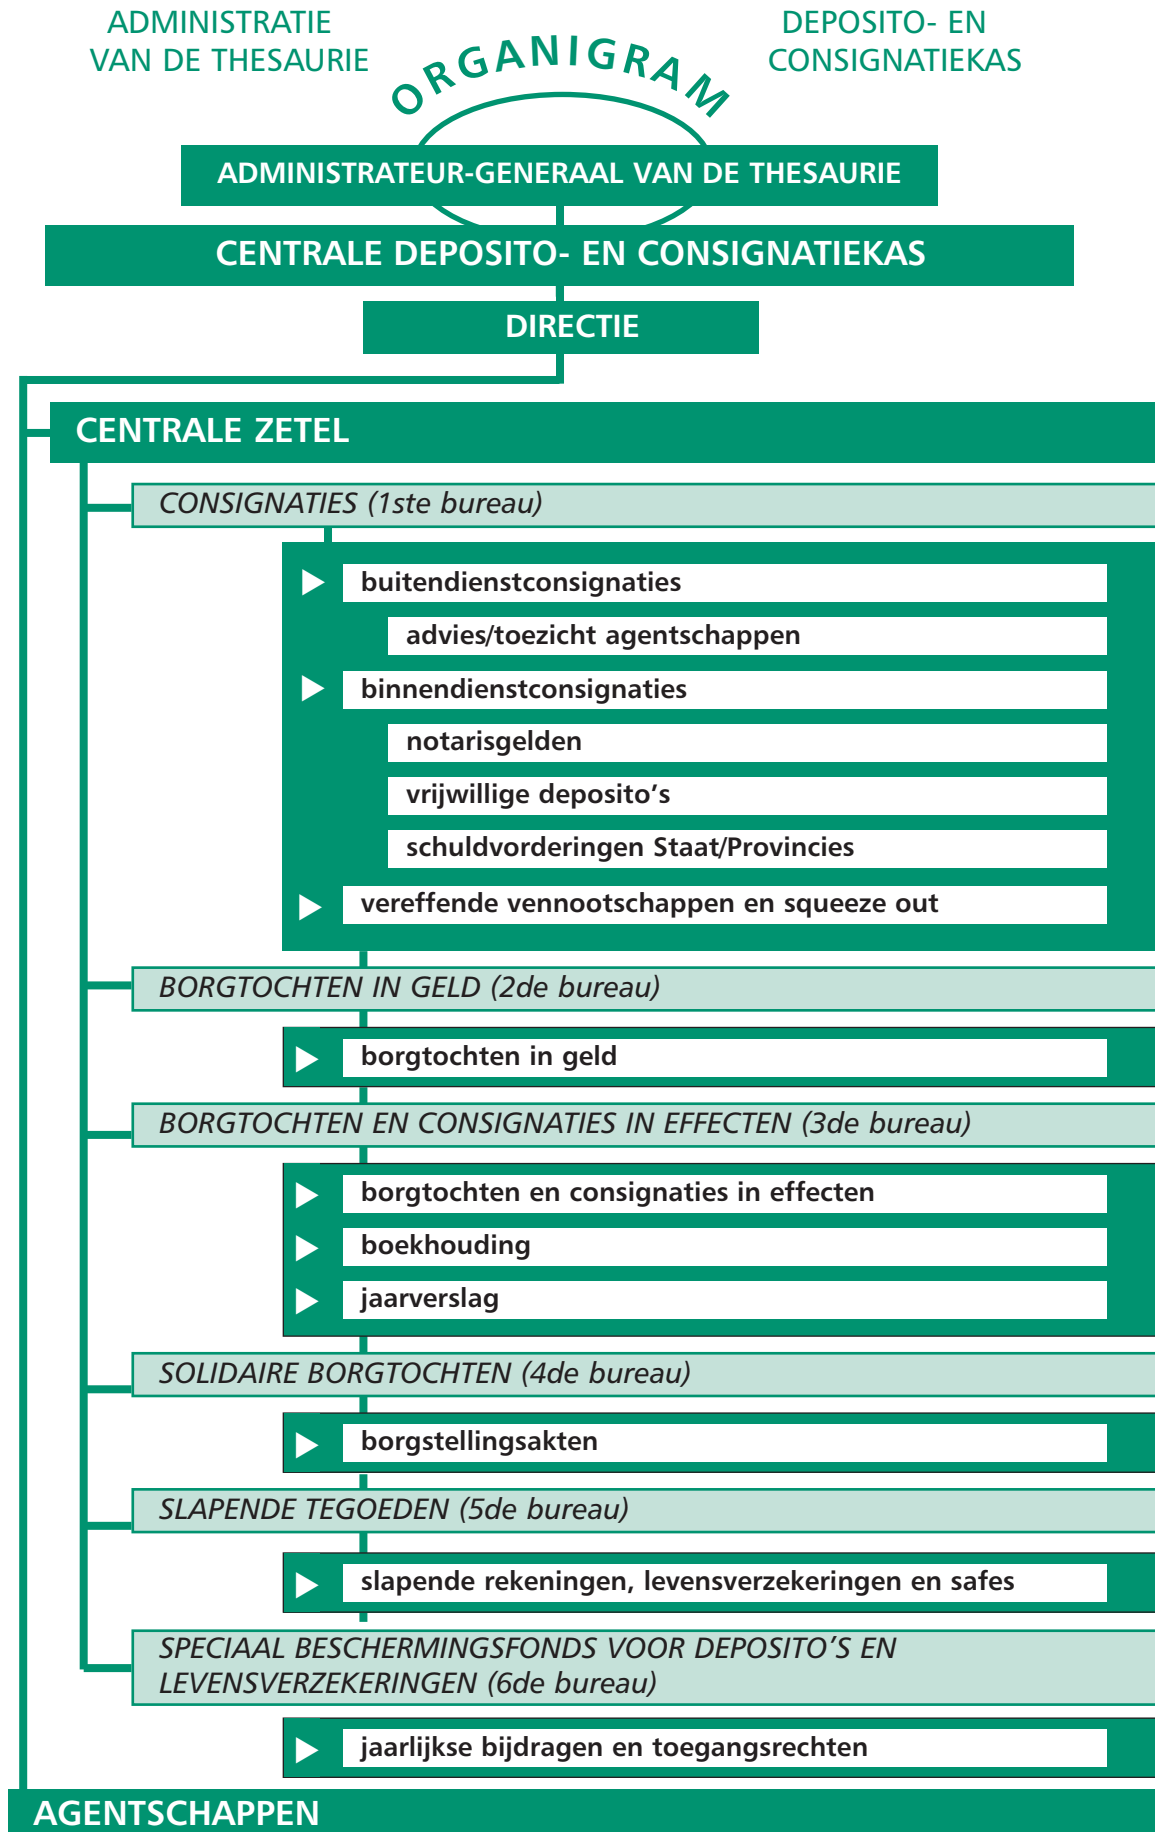 ADMINISTRATIE
VAN DE THESAURIE
DEPOSITO- EN
CONSIGNATIEKAS
ORGANIGRAM
ADMINISTRATEUR-GENERAAL VAN DE THESAURIE
CENTRALE DEPOSITO- EN CONSIGNATIEKAS
DIRECTIE
CENTRALE ZETEL
CONSIGNATIES (1ste bureau)
buitendienstconsignaties
advies/toezicht agentschappen
binnendienstconsignaties
notarisgelden
vrijwillige deposito’s
schuldvorderingen Staat/Provincies
vereffende vennootschappen en squeeze out
BORGTOCHTEN IN GELD (2de bureau)
borgtochten in geld
BORGTOCHTEN EN CONSIGNATIES IN EFFECTEN (3de bureau)
borgtochten en consignaties in effecten
boekhouding
jaarverslag
SOLIDAIRE BORGTOCHTEN (4de bureau)
borgstellingsakten
SLAPENDE TEGOEDEN (5de bureau)
slapende rekeningen, levensverzekeringen en safes
SPECIAAL BESCHERMINGSFONDS VOOR DEPOSITO’S EN
LEVENSVERZEKERINGEN (6de bureau)
jaarlijkse bijdragen en toegangsrechten
AGENTSCHAPPEN